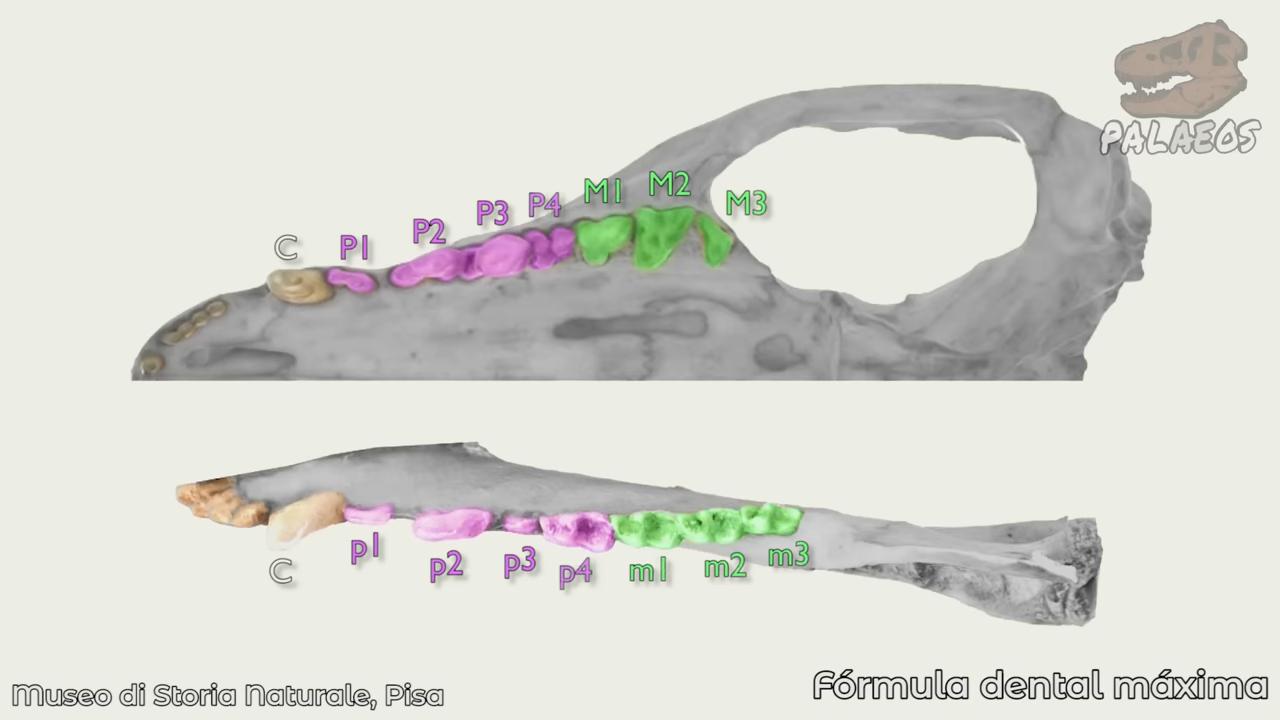 PALAEOS
C P1 P2 P3 P4 M1 M2 M3
C p1 p2 p3 p4 m1 m2 m3
Museo di Storia Naturale, Pisa
Fórmula dental máxima